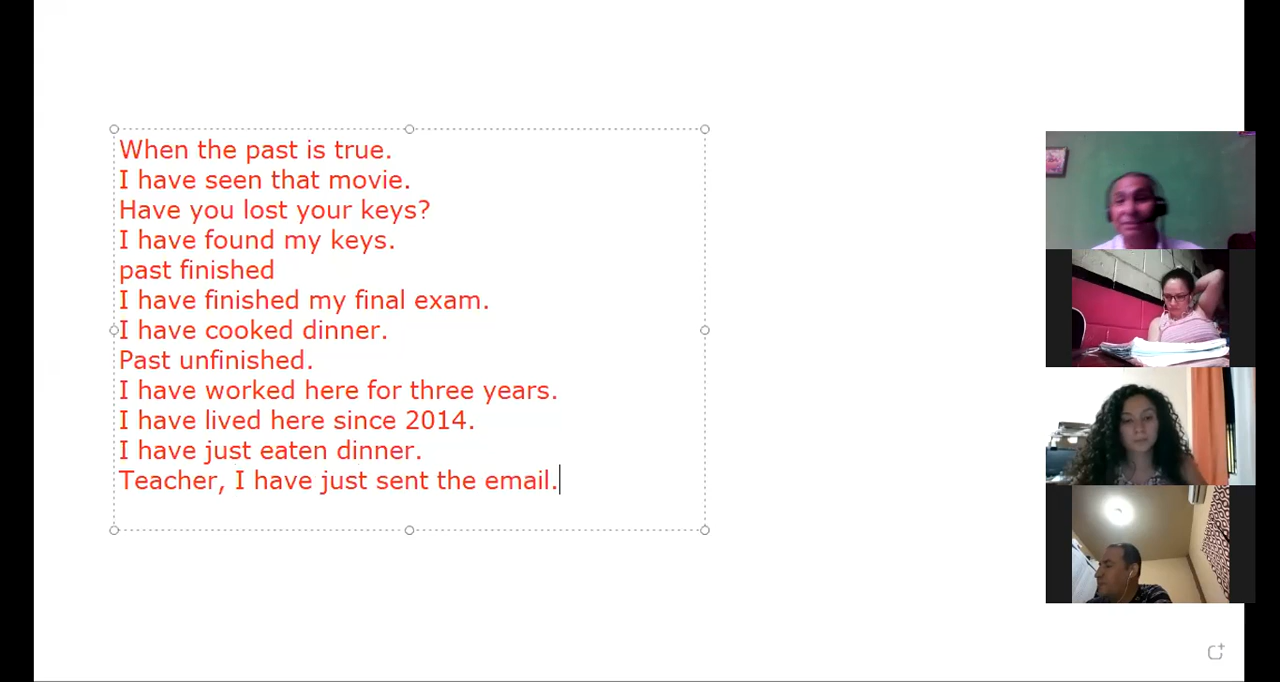 When the past is true.
I have seen that movie.
Have you lost your keys?
I have found my keys.
past finished
I have finished my final exam.
I have cooked dinner.
Past unfinished.
I have worked here for three years.
I have lived here since 2014.
I have just eaten dinner.
Teacher, I have just sent the email.